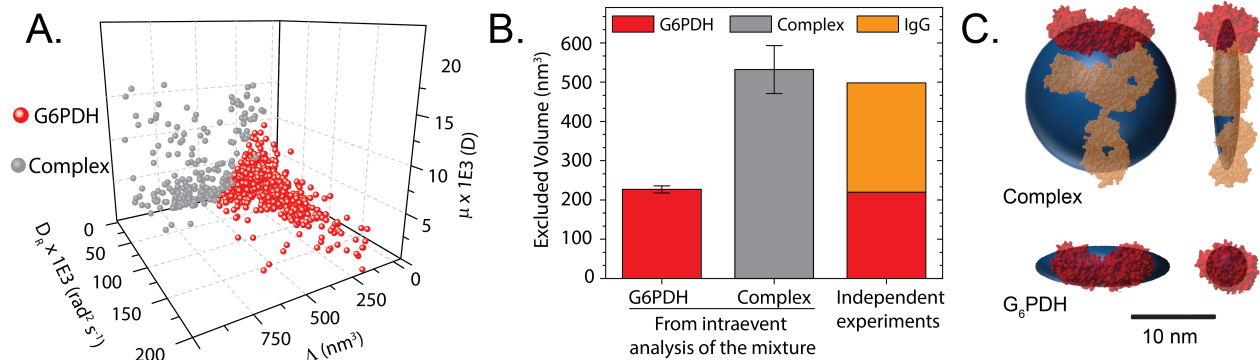 A.
G6PDH
Complex
20
15
10
5
μ x 1E3 (D)
0
50
100
150
200
D_R x 1E3 (rad² s⁻¹)
0
250
500
750
Λ (nm³)
B.
G6PDH Complex IgG
Excluded Volume (nm³)
600
500
400
300
200
100
0
G6PDH Complex Independent experiments
From intraevent
analysis of the mixture
C.
Complex
G₆PDH
10 nm